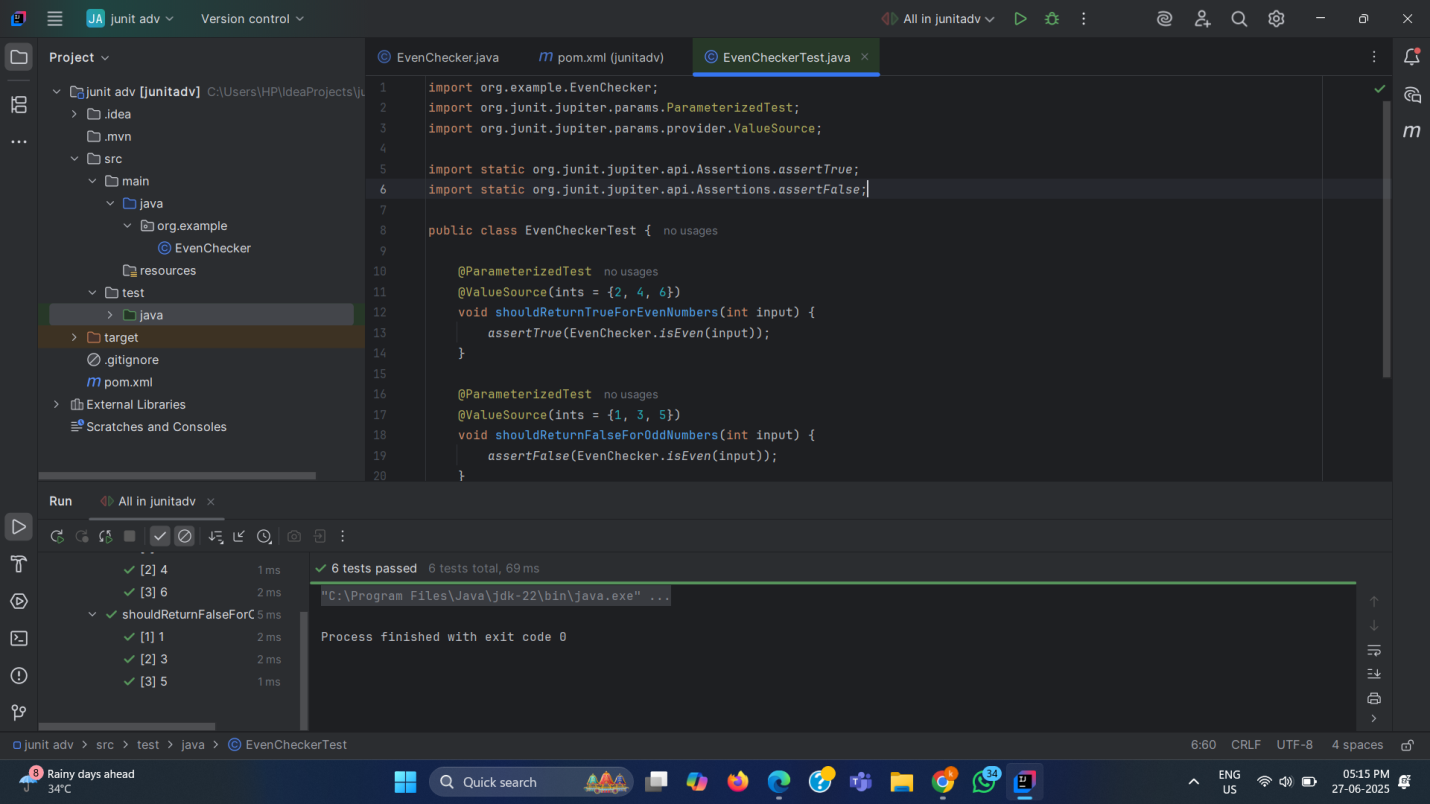 JA junit adv Version control All in junitadv
Project EvenChecker.java m pom.xml (junitadv) EvenCheckerTest.java
junit adv [junitadv] C:\Users\HP\IdeaProjects\ju
.idea
.mvn
src
main
java
org.example
EvenChecker
resources
test
java
target
.gitignore
m pom.xml
External Libraries
Scratches and Consoles
1 import org.example.EvenChecker;
2 import org.junit.jupiter.params.ParameterizedTest;
3 import org.junit.jupiter.params.provider.ValueSource;
4
5 import static org.junit.jupiter.api.Assertions.assertTrue;
6 import static org.junit.jupiter.api.Assertions.assertFalse;
7
8 public class EvenCheckerTest { no usages
9
10 @ParameterizedTest no usages
11 @ValueSource(ints = {2, 4, 6})
12 void shouldReturnTrueForEvenNumbers(int input) {
13 assertTrue(EvenChecker.isEven(input));
14 }
15
16 @ParameterizedTest no usages
17 @ValueSource(ints = {1, 3, 5})
18 void shouldReturnFalseForOddNumbers(int input) {
19 assertFalse(EvenChecker.isEven(input));
20 }
m
Run All in junitadv
[2] 4 1 ms
[3] 6 2 ms
shouldReturnFalseForO 5 ms
[1] 1 2 ms
[2] 3 2 ms
[3] 5 1 ms
6 tests passed 6 tests total, 69 ms
"C:\Program Files\Java\jdk-22\bin\java.exe" ...
Process finished with exit code 0
junit adv > src > test > java > EvenCheckerTest 6:60 CRLF UTF-8 4 spaces
8 Rainy days ahead
34°C
Quick search
34
ENG
US
05:15 PM
27-06-2025